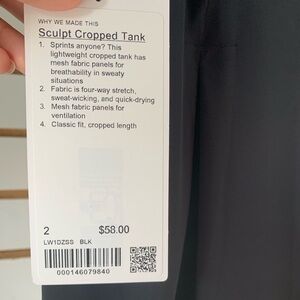 WHY WE MADE THIS
Sculpt Cropped Tank
1. Sprints anyone? This
lightweight cropped tank has
mesh fabric panels for
breathability in sweaty
situations
2. Fabric is four-way stretch,
sweat-wicking, and quick-drying
3. Mesh fabric panels for
ventilation
4. Classic fit, cropped length
2 $58.00
LW1DZSS BLK
000146079840